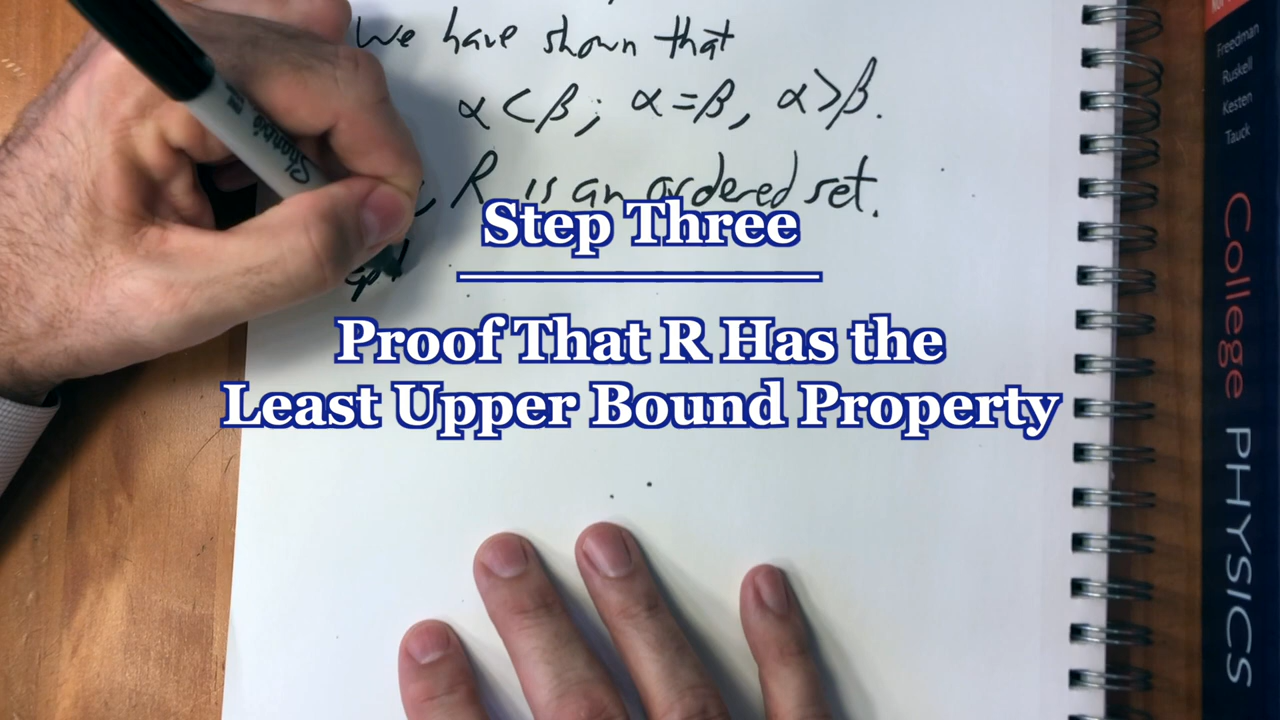 We have shown that
α < β; α = β, α > β.
R is an ordered set.
Step Three
Proof That R Has the
Least Upper Bound Property
Sharpie
Freedman
Ruskell
Kesten
Tauck
College PHYSICS